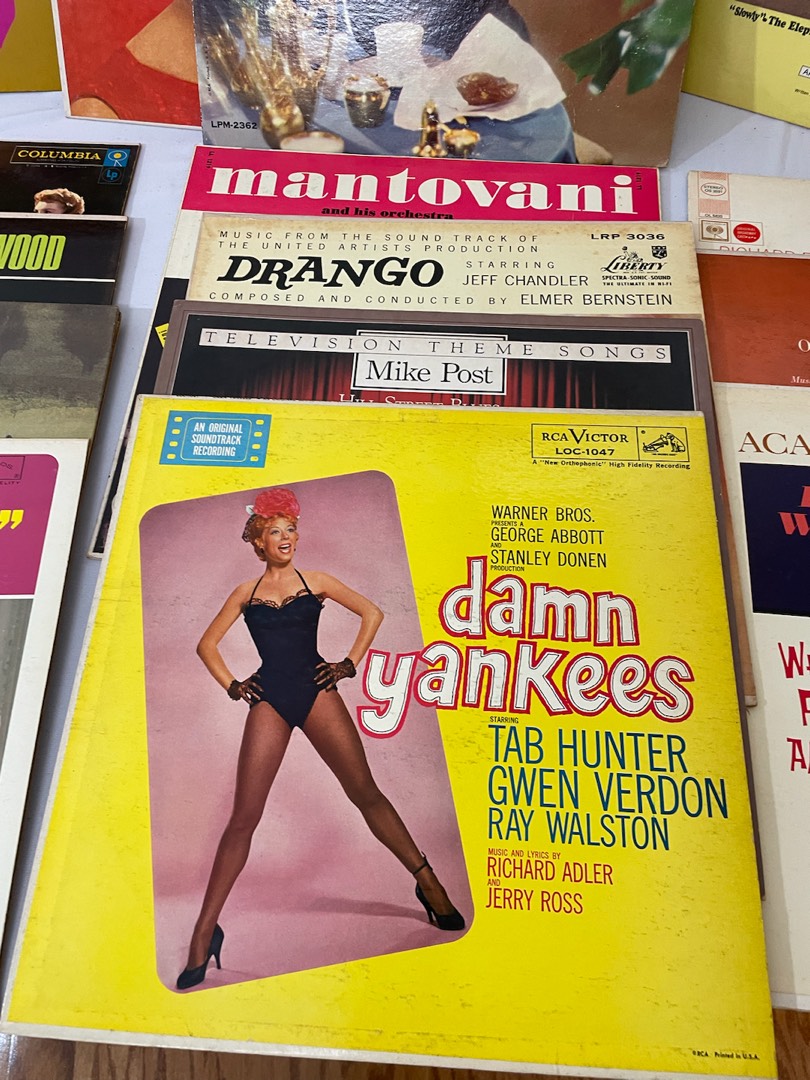 "Slowly", The Elep
LPM-2362
COLUMBIA
Lp
WOOD
mantovani
and his orchestra
MUSIC FROM THE SOUND TRACK OF
THE UNITED ARTISTS PRODUCTION
LRP 3036
DRANGO
STARRING
JEFF CHANDLER
LIBERTY
SPECTRA-SONIC-SOUND
THE ULTIMATE IN HI-FI
COMPOSED AND CONDUCTED BY ELMER BERNSTEIN
TELEVISION THEME SONGS
Mike Post
AN ORIGINAL
SOUNDTRACK
RECORDING
RCA VICTOR
LOC-1047
A "New Orthophonic" High Fidelity Recording
WARNER BROS.
PRESENTS A
GEORGE ABBOTT
AND
STANLEY DONEN
PRODUCTION
damn
yankees
STARRING
TAB HUNTER
GWEN VERDON
RAY WALSTON
MUSIC AND LYRICS BY
RICHARD ADLER
AND
JERRY ROSS
©RCA Printed in U.S.A.
ACA